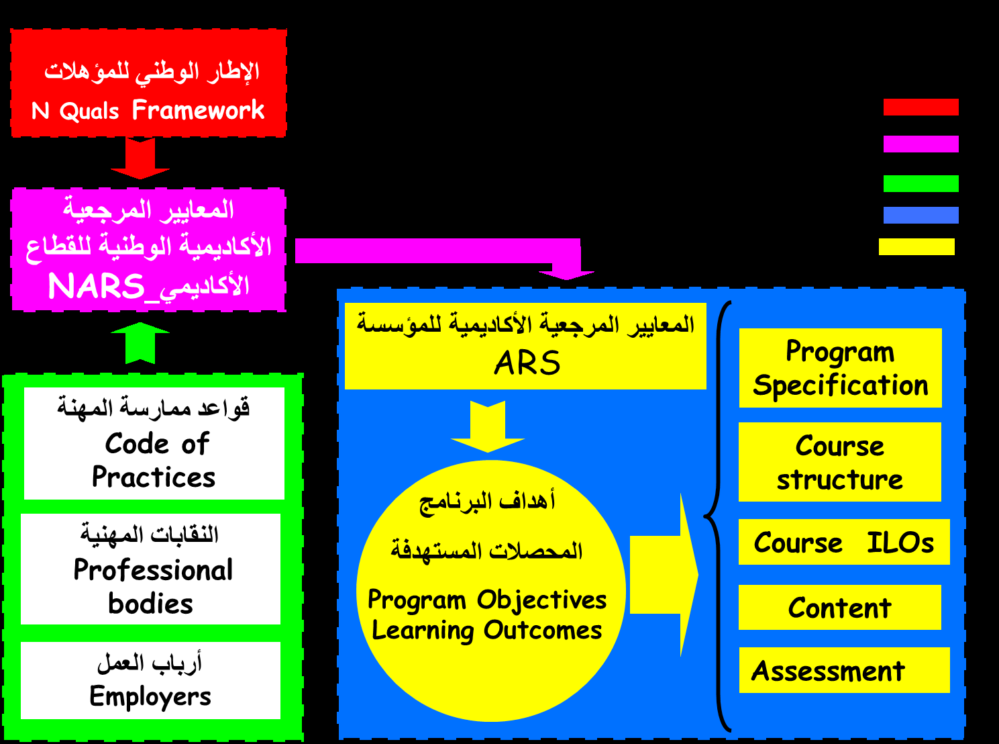 الإطار الوطني للمؤهلات
N Quals Framework
المعايير المرجعية
الأكاديمية الوطنية للقطاع
الأكاديمي_NARS
قواعد ممارسة المهنة
Code of
Practices
النقابات المهنية
Professional
bodies
أرباب العمل
Employers
المعايير المرجعية الأكاديمية للمؤسسة
ARS
أهداف البرنامج
المحصلات المستهدفة
Program Objectives
Learning Outcomes
Program
Specification
Course
structure
Course ILOs
Content
Assessment